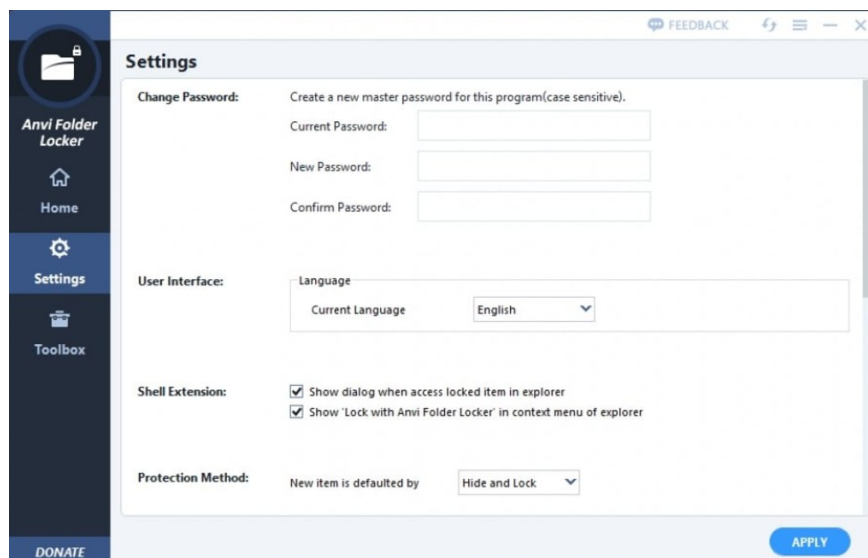 FEEDBACK
Anvi Folder
Locker
Home
Settings
Toolbox
DONATE
Settings
Change Password:
Create a new master password for this program(case sensitive).
Current Password:
New Password:
Confirm Password:
User Interface:
Language
Current Language
English
Shell Extension:
Show dialog when access locked item in explorer
Show 'Lock with Anvi Folder Locker' in context menu of explorer
Protection Method:
New item is defaulted by
Hide and Lock
APPLY